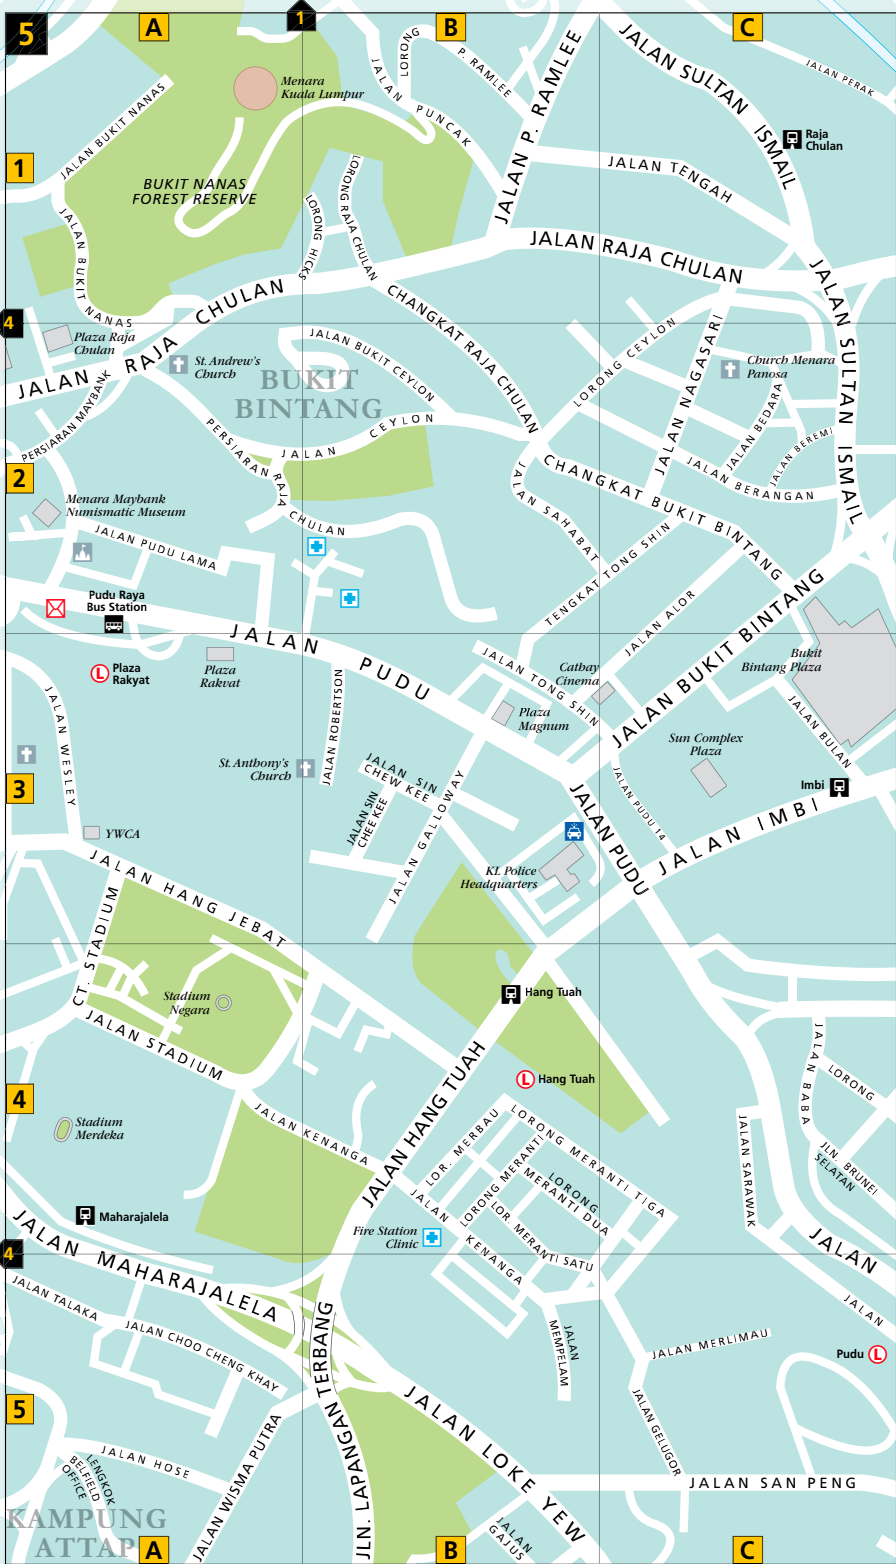 5
A
1
B
C
1
4
2
3
4
4
5
A
B
C
Menara
Kuala Lumpur
JALAN BUKIT NANAS
BUKIT NANAS
FOREST RESERVE
JALAN PUNCAK
LORONG P. RAMLEE
JALAN P. RAMLEE
JALAN SULTAN ISMAIL
JALAN PERAK
Raja
Chulan
JALAN TENGAH
JALAN BUKIT NANAS
LORONG HICKS
LORONG RAJA CHULAN
JALAN RAJA CHULAN
JALAN RAJA CHULAN
JALAN SULTAN ISMAIL
Plaza Raja
Chulan
St. Andrew's
Church
BUKIT
BINTANG
JALAN BUKIT CEYLON
CHANGKAT RAJA CHULAN
LORONG CEYLON
JALAN NAGASARI
Church Menara
Panosa
JALAN BEDARA
JALAN BEREMI
JALAN BERANGAN
PERSIARAN MAYBANK
PERSIARAN RAJA CHULAN
JALAN CEYLON
CHANGKAT BUKIT BINTANG
JALAN SAHABAT
TENGKAT TONG SHIN
Menara Maybank
Numismatic Museum
JALAN PUDU LAMA
Pudu Raya
Bus Station
JALAN PUDU
JALAN ALOR
JALAN BUKIT BINTANG
Bukit
Bintang Plaza
Plaza
Rakyat
Plaza
Rakvat
JALAN TONG SHIN
Cathay
Cinema
Plaza
Magnum
JALAN BULAN
Sun Complex
Plaza
JALAN WESLEY
JALAN ROBERTSON
St. Anthony's
Church
JALAN SIN
CHEW KEE
JALAN SIN
CHEE KEE
JALAN GALLOWAY
JALAN PUDU 14
JALAN PUDU
Imbi
JALAN IMBI
YWCA
KL Police
Headquarters
JALAN HANG JEBAT
CT. STADIUM
Stadium
Negara
JALAN STADIUM
Hang Tuah
Hang Tuah
JALAN HANG TUAH
Stadium
Merdeka
JALAN KENANGA
LOR. MERBAU
LORONG MERANTI TIGA
LORONG MERANTI
LORONG
MERANTI DUA
LOR. MERANTI SATU
JALAN KENANGA
JALAN BABA
LORONG
JLN. BRUNEI
SELATAN
JALAN SARAWAK
Maharajalela
Fire Station
Clinic
JALAN
JALAN
JALAN MAHARAJALELA
JALAN TALAKA
JALAN CHOO CHENG KHAY
JLN. LAPANGAN TERBANG
JALAN
MEMPELAM
JALAN MERLIMAU
Pudu
JALAN GELUGOR
JALAN LOKE YEW
JALAN SAN PENG
JALAN WISMA PUTRA
JALAN HOSE
LENGKOK
BELFIELD
OFFICE
KAMPUNG
ATTAP
JALAN
GAJUS